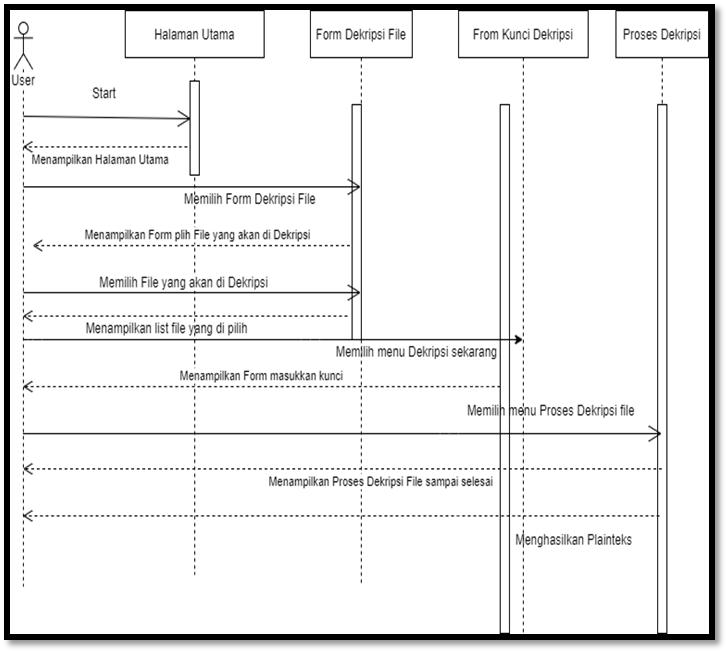 Halaman Utama
Form Dekripsi File
From Kunci Dekripsi
Proses Dekripsi
User
Start
Menampilkan Halaman Utama
Memilih Form Dekripsi File
Menampilkan Form plih File yang akan di Dekripsi
Memilih File yang akan di Dekripsi
Menampilkan list file yang di pilih
Memilih menu Dekripsi sekarang
Menampilkan Form masukkan kunci
Memilih menu Proses Dekripsi file
Menampilkan Proses Dekripsi File sampai selesai
Menghasilkan Plainteks